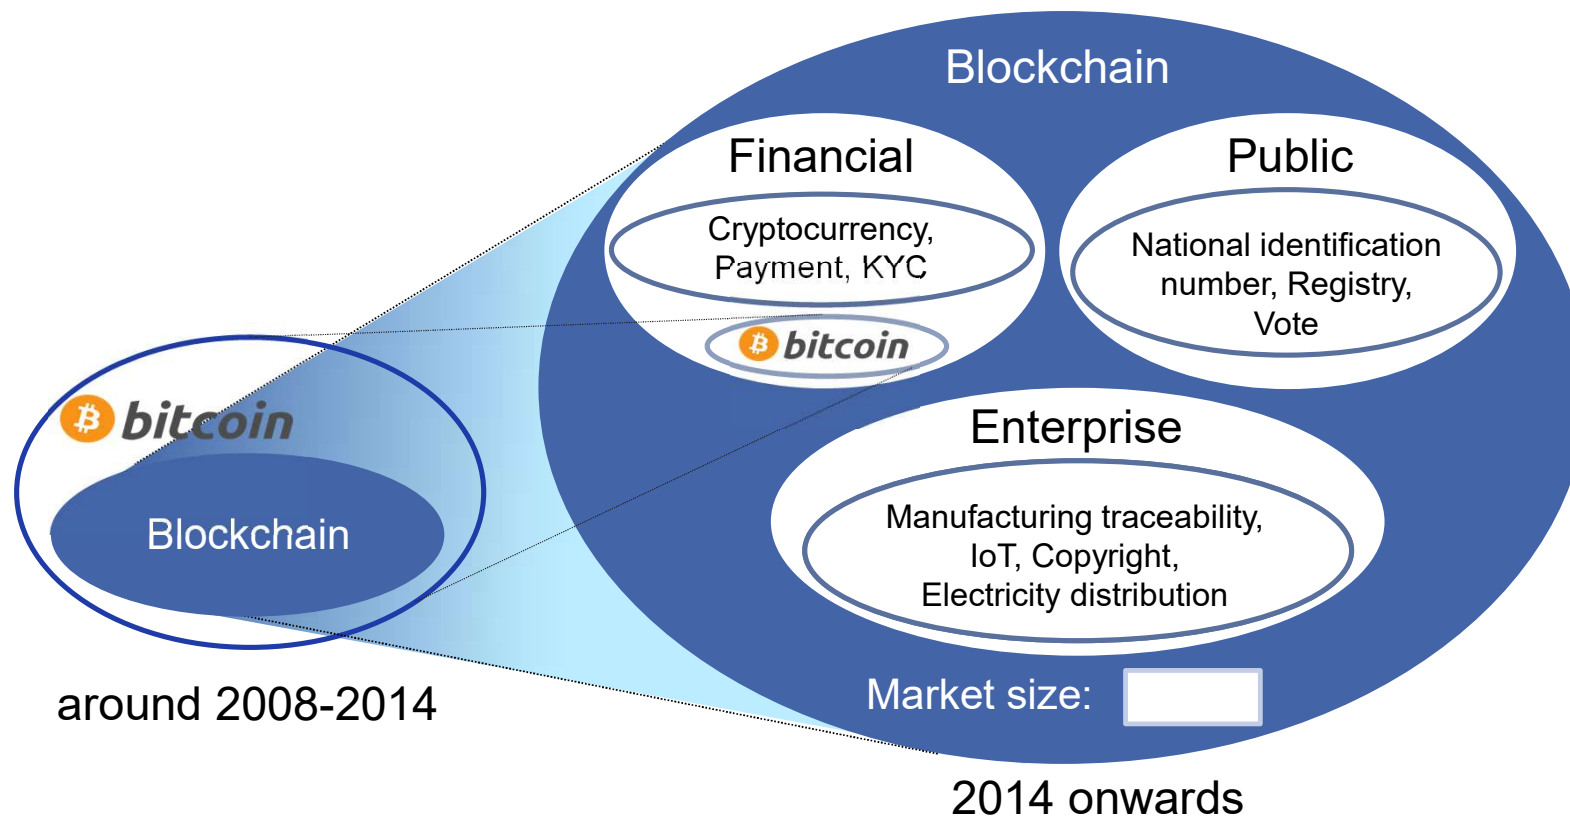 Blockchain
Financial
Cryptocurrency,
Payment, KYC
bitcoin
Public
National identification
number, Registry,
Vote
bitcoin
Blockchain
Enterprise
Manufacturing traceability,
IoT, Copyright,
Electricity distribution
Market size:
around 2008-2014
2014 onwards